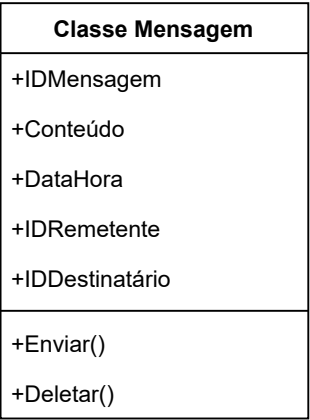 Classe Mensagem
+IDMensagem
+Conteúdo
+DataHora
+IDRemetente
+IDDestinatário
+Enviar()
+Deletar()